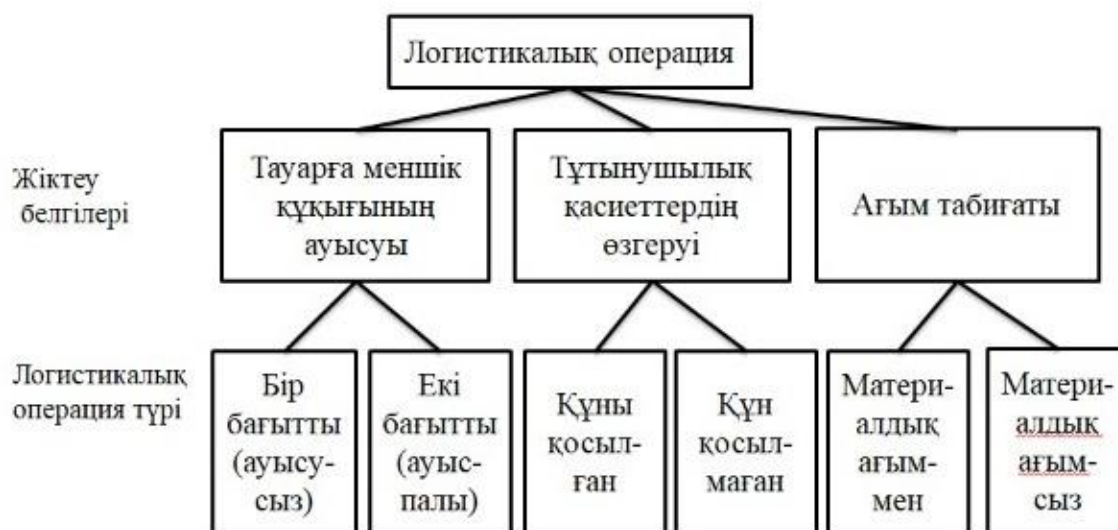 Логистикалық операция
Жіктеу
белгілері
Тауарға меншік
құқығының
ауысуы
Тұтынушылық
қасиеттердің
өзгеруі
Ағым табиғаты
Логистикалық
операция түрі
Бір
бағытты
(ауысу-
сыз)
Екі
бағытты
(ауыс-
палы)
Құны
қосыл-
ған
Құн
қосыл-
маған
Матери-
алдық
ағым-
мен
Матери-
алдық
ағым-
сыз